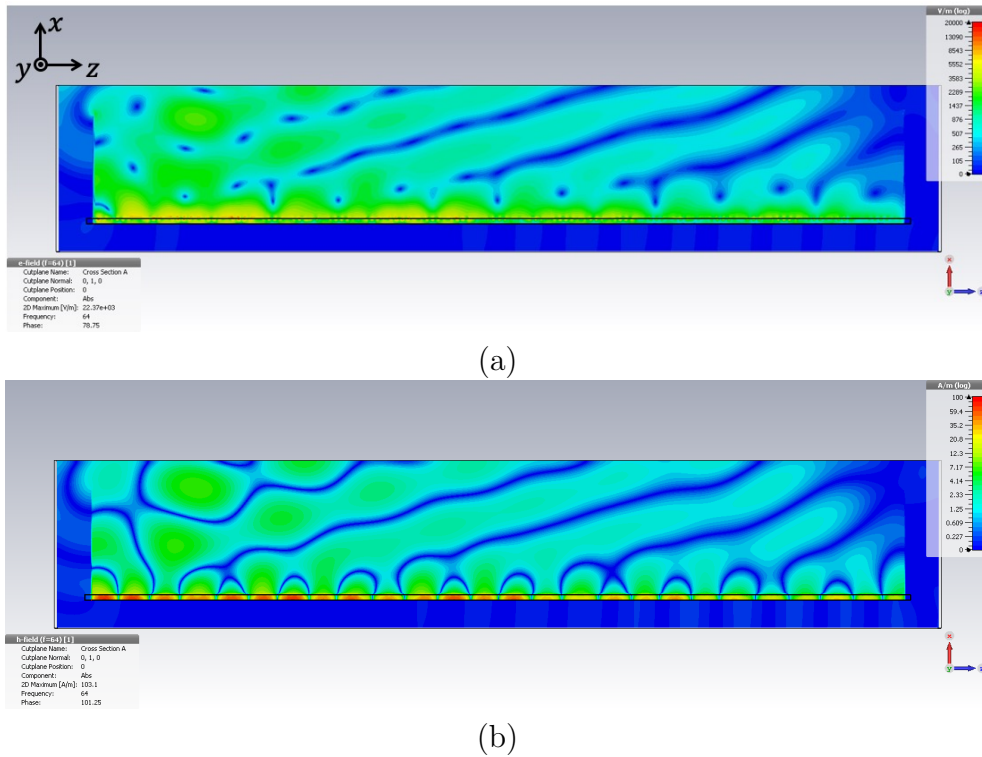 x
y
z
V/m (log)
20000
13090
8543
5552
3583
2289
1437
876
507
266
105
0
e-field (f=64) [1]
Cutplane Name: Cross Section A
Cutplane Normal: 0, 1, 0
Cutplane Position: 0
Component: Abs
2D Maximum [V/m]: 22.37e+03
Frequency: 64
Phase: 78.75
x
y
(a)
A/m (log)
100
59.4
35.2
20.8
12.3
7.17
4.14
2.33
1.25
0.609
0.227
0
h-field (f=64) [1]
Cutplane Name: Cross Section A
Cutplane Normal: 0, 1, 0
Cutplane Position: 0
Component: Abs
2D Maximum [A/m]: 103.1
Frequency: 64
Phase: 101.25
x
y
(b)